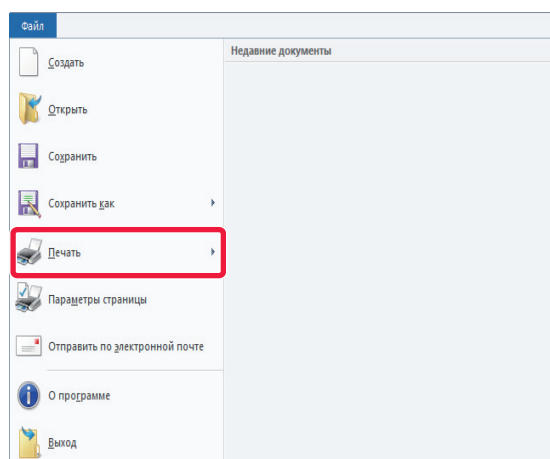 Файл
Недавние документы
Создать
Открыть
Сохранить
Сохранить как
Печать
Параметры страницы
Отправить по электронной почте
О программе
Выход